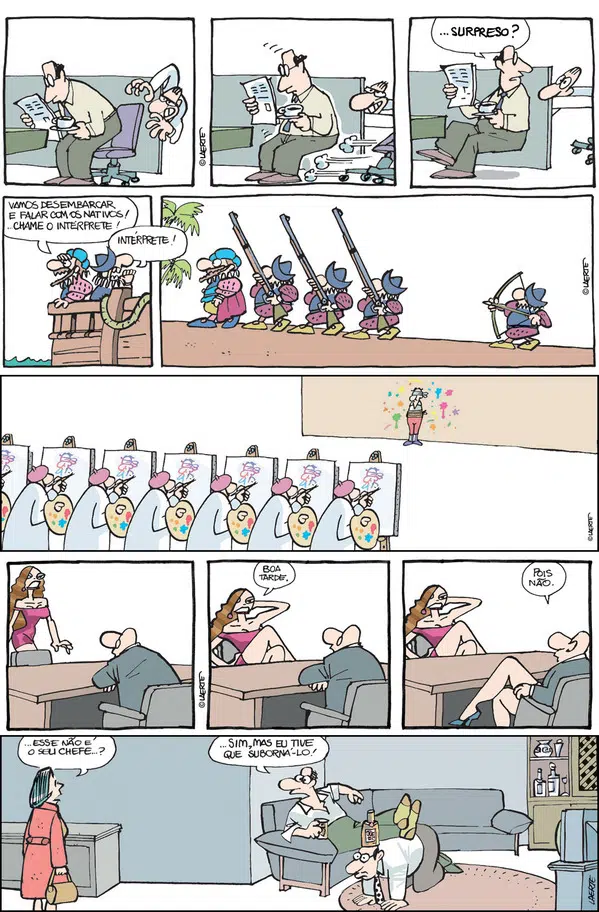 ©LAERTE
...SURPRESO?
VAMOS DESEMBARCAR
E FALAR COM OS NATIVOS!
...CHAME O INTÉRPRETE!
INTÉRPRETE!
©LAERTE
©LAERTE
BOA
TARDE.
POIS
NÃO.
©LAERTE
...ESSE NÃO É
O SEU CHEFE...?
...SIM, MAS EU TIVE
QUE SUBORNÁ-LO!
LAERTE